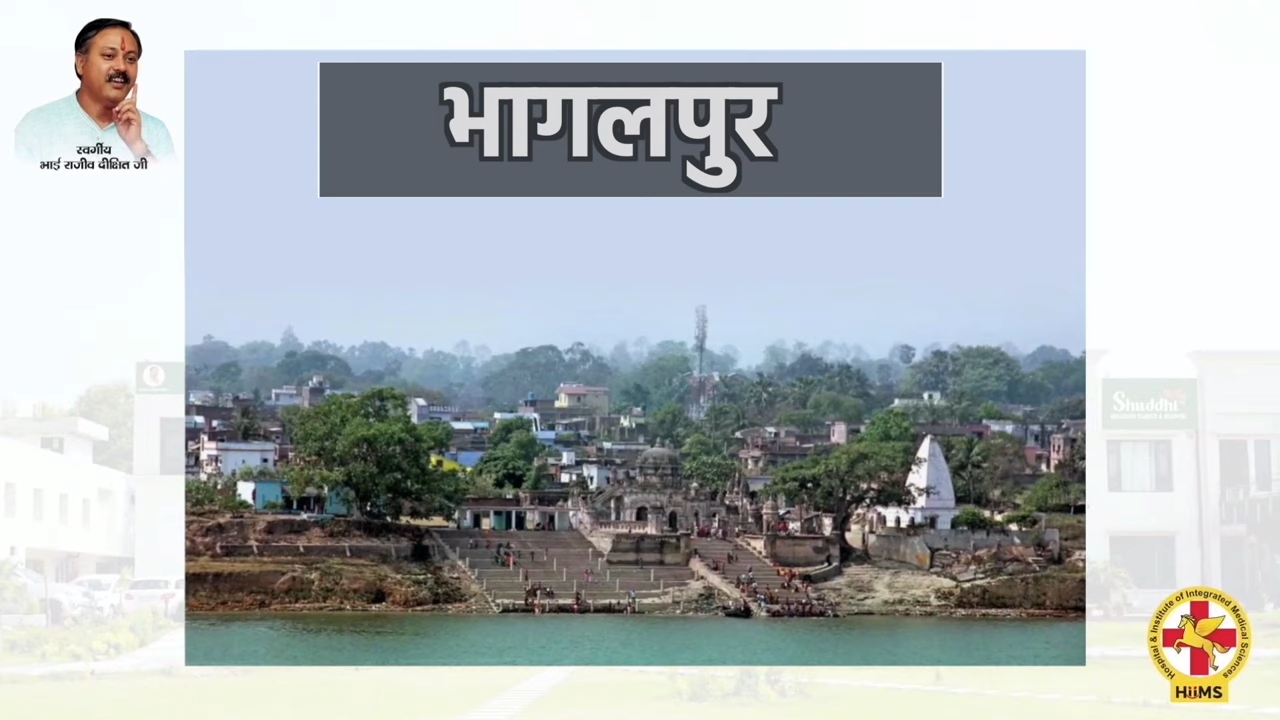 भागलपुर
स्वर्गीय
भाई राजीव दीक्षित जी
Shuddhi
Hospital & Institute of Integrated Medical Sciences
HiiMS